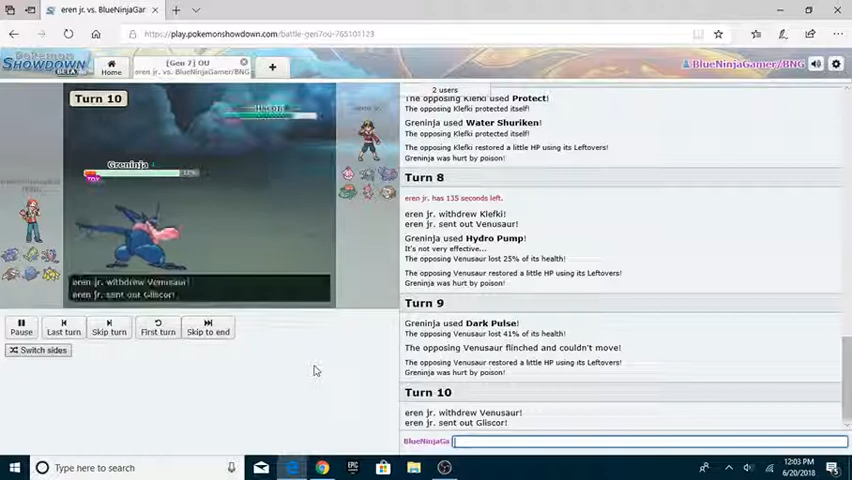 eren jr. vs. BlueNinjaGar
https://play.pokemonshowdown.com/battle-gen7ou-765101123
Pokémon
SHOWDOWN
BETA
Home
[Gen 7] OU
eren jr. vs. BlueNinjaGamer/BNG
BlueNinjaGamer/BNG
Turn 10
Gliscor
Greninja
12%
eren jr. withdrew Venusaur!
eren jr. sent out Gliscor!
Pause
Last turn
Skip turn
First turn
Skip to end
Switch sides
2 users
The opposing Klefki used Protect!
The opposing Klefki protected itself!
Greninja used Water Shuriken!
The opposing Klefki protected itself!
The opposing Klefki restored a little HP using its Leftovers!
Greninja was hurt by poison!
Turn 8
eren jr. has 135 seconds left.
eren jr. withdrew Klefki!
eren jr. sent out Venusaur!
Greninja used Hydro Pump!
It's not very effective...
The opposing Venusaur lost 25% of its health!
The opposing Venusaur restored a little HP using its Leftovers!
Greninja was hurt by poison!
Turn 9
Greninja used Dark Pulse!
The opposing Venusaur lost 41% of its health!
The opposing Venusaur flinched and couldn't move!
The opposing Venusaur restored a little HP using its Leftovers!
Greninja was hurt by poison!
Turn 10
eren jr. withdrew Venusaur!
eren jr. sent out Gliscor!
BlueNinjaGa
Type here to search
EPIC
12:03 PM
6/20/2018